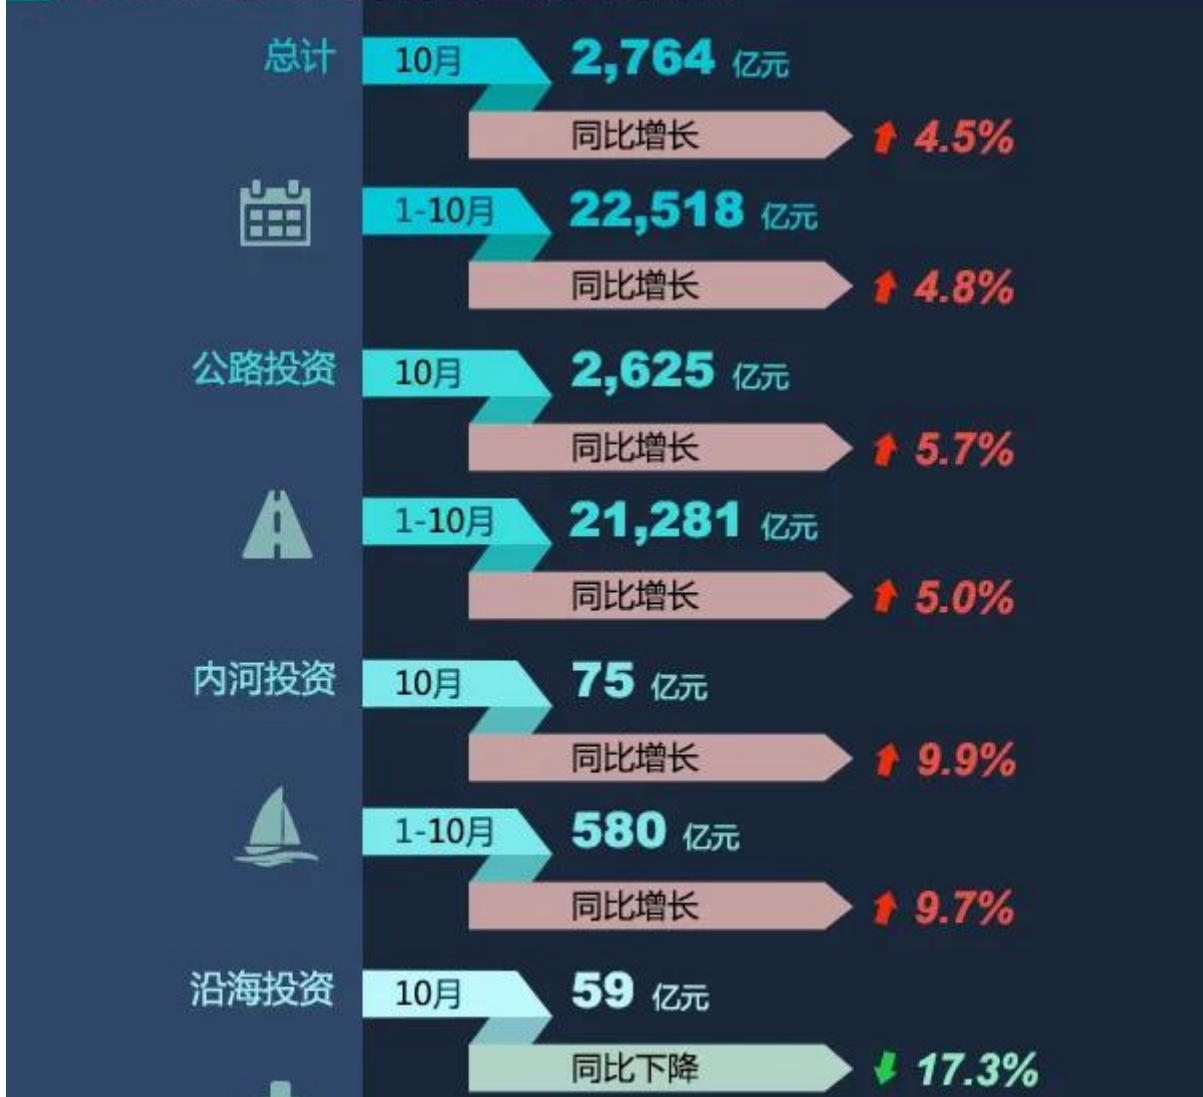 总计 10月 2,764 亿元
同比增长 4.5%
1-10月 22,518 亿元
同比增长 4.8%
公路投资 10月 2,625 亿元
同比增长 5.7%
1-10月 21,281 亿元
同比增长 5.0%
内河投资 10月 75 亿元
同比增长 9.9%
1-10月 580 亿元
同比增长 9.7%
沿海投资 10月 59 亿元
同比下降 17.3%